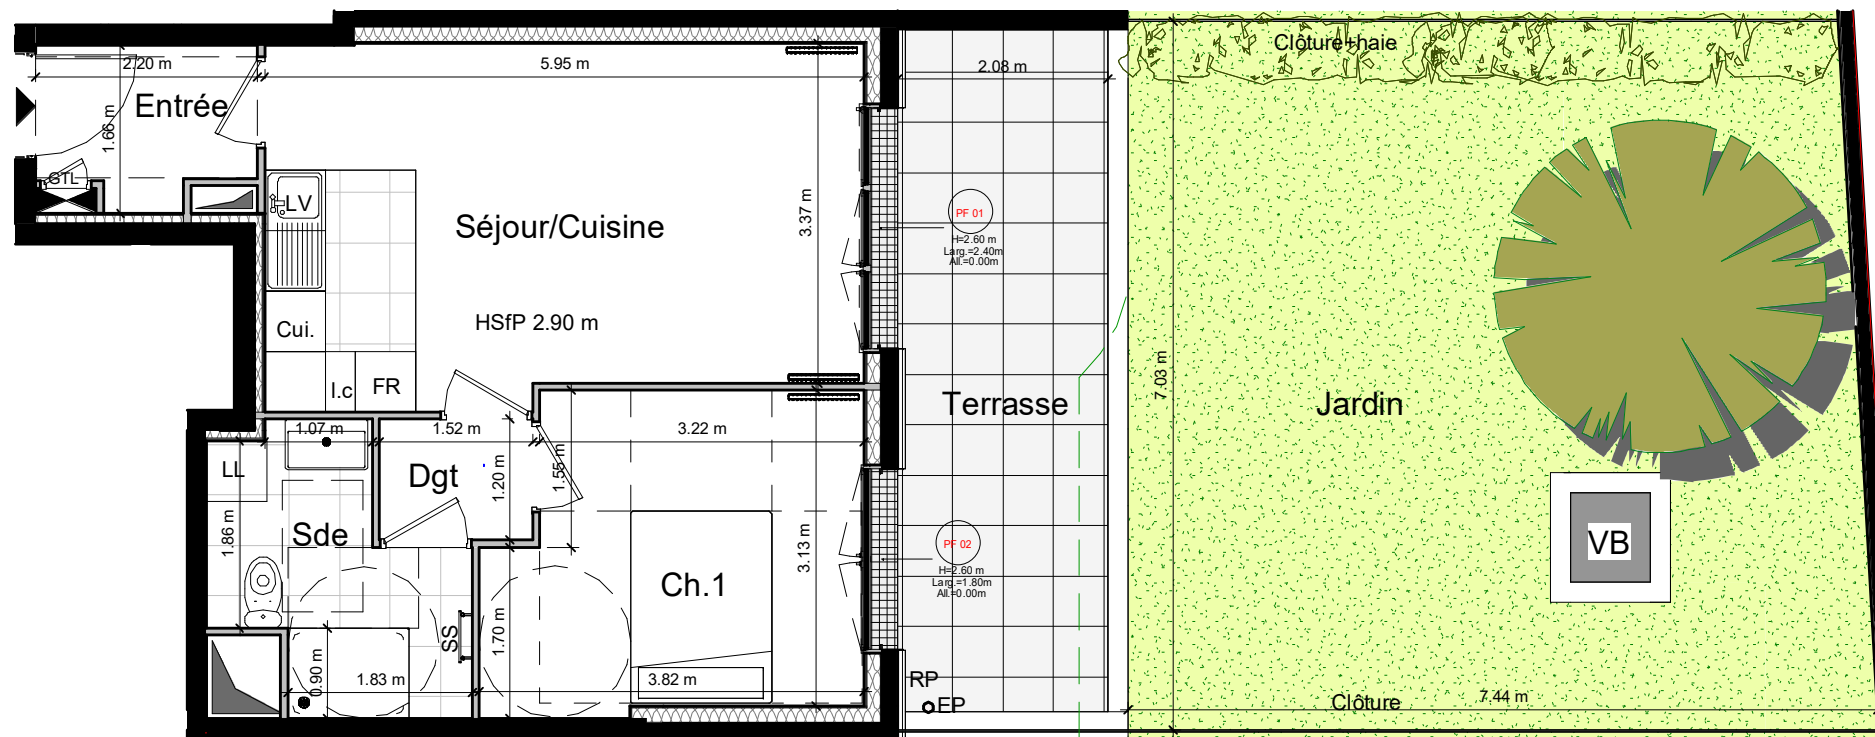 2.20 m
5.95 m
2.08 m
Clôture+haie
Entrée
1.66 m
GTL
LV
Séjour/Cuisine
3.37 m
PF 01
H=2.60 m
Larg.=2.40m
All.=0.00m
HSfP 2.90 m
Cui.
I.c
FR
Terrasse
7.03 m
Jardin
1.07 m
1.52 m
3.22 m
LL
Dgt
1.20 m
1.55 m
1.86 m
Sde
3.13 m
PF 02
H=2.60 m
Larg.=1.80m
All.=0.00m
VB
Ch.1
SS
1.70 m
0.90 m
1.83 m
3.82 m
RP
EP
Clôture
7.44 m